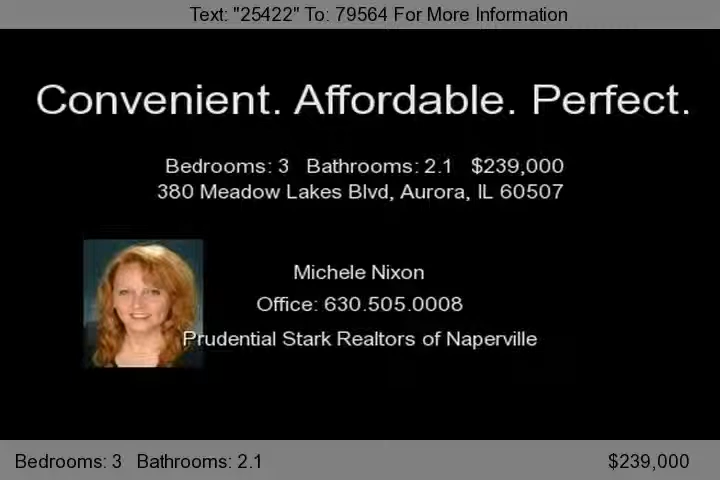 Text: "25422" To: 79564 For More Information
Convenient. Affordable. Perfect.
Bedrooms: 3 Bathrooms: 2.1 $239,000
380 Meadow Lakes Blvd, Aurora, IL 60507
Michele Nixon
Office: 630.505.0008
Prudential Stark Realtors of Naperville
Bedrooms: 3 Bathrooms: 2.1 $239,000